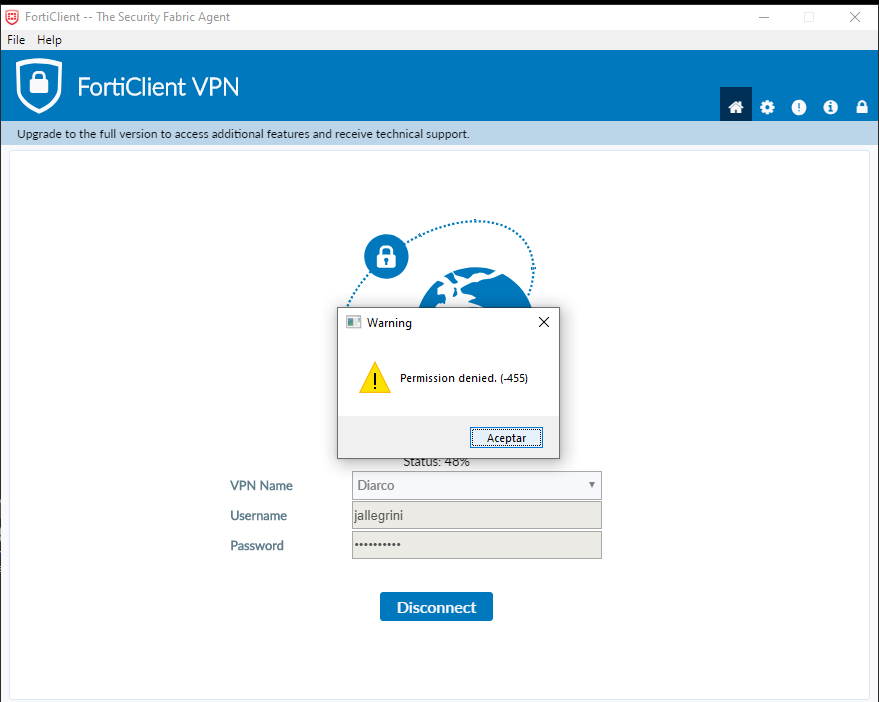 FortiClient -- The Security Fabric Agent
File Help
FortiClient VPN
Upgrade to the full version to access additional features and receive technical support.
Warning
Permission denied. (-455)
Aceptar
Status: 48%
VPN Name Diarco
Username jallegrini
Password ••••••••••
Disconnect